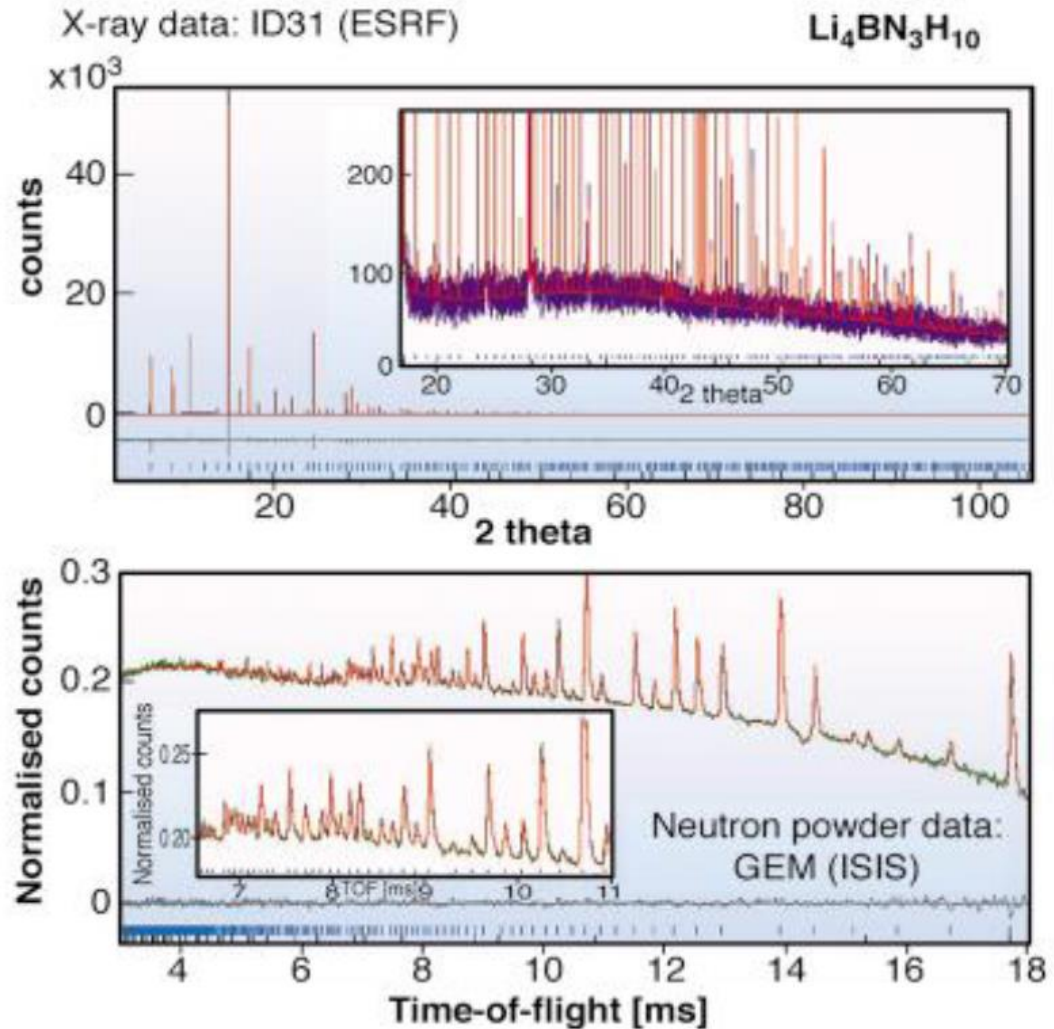 X-ray data: ID31 (ESRF)
Li₄BN₃H₁₀
x10³
counts
40
20
0
200
100
0
20 30 40 50 60 70
2 theta
20 40 60 80 100
2 theta
Normalised counts
0.3
0.2
0.1
0
Normalised counts
0.25
0.20
7 8 9 10 11
TOF [ms]
Neutron powder data:
GEM (ISIS)
4 6 8 10 12 14 16 18
Time-of-flight [ms]